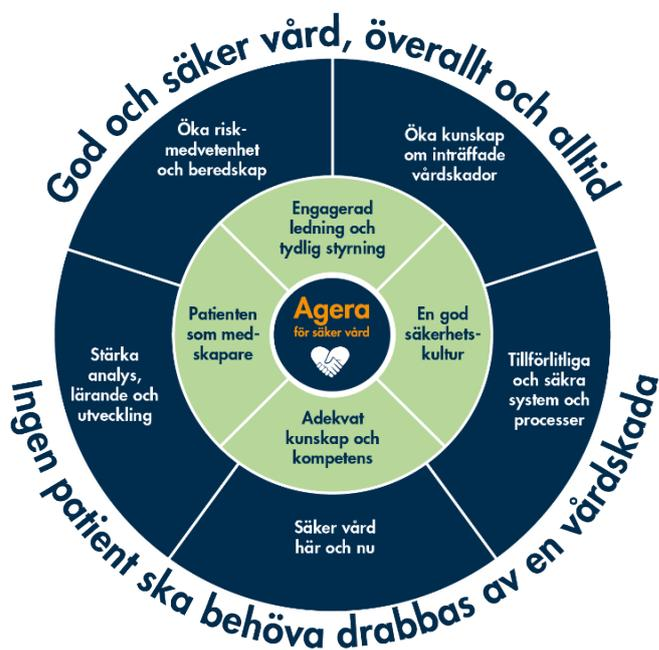 God och säker vård, överallt och alltid
Öka risk-
medvetenhet
och beredskap
Öka kunskap
om inträffade
vårdskador
Engagerad
ledning och
tydlig styrning
Patienten
som med-
skapare
Agera
för säker vård
En god
säkerhets-
kultur
Stärka
analys,
lärande och
utveckling
Tillförlitliga
och säkra
system och
processer
Adekvat
kunskap och
kompetens
Säker vård
här och nu
Ingen patient ska behöva drabbas av en vårdskada